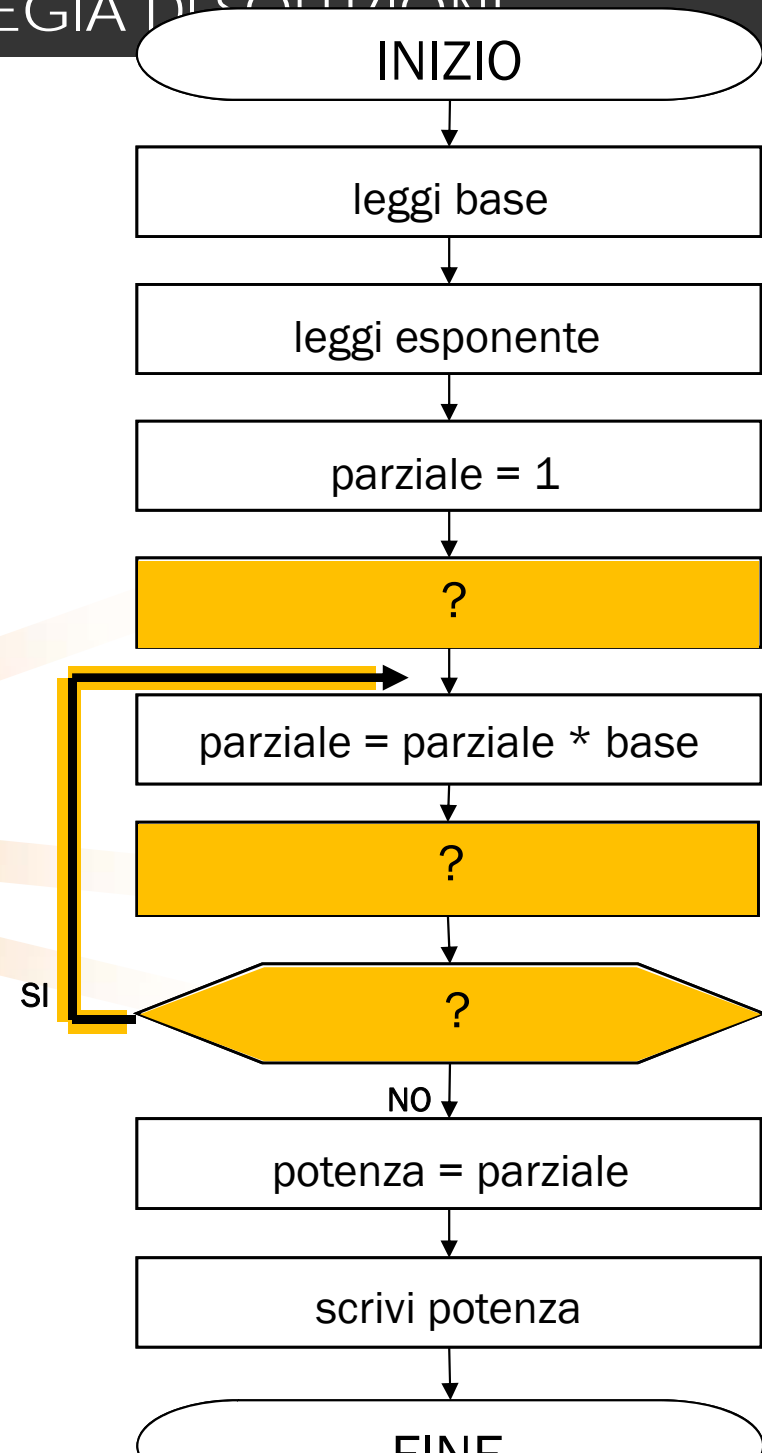 INIZIO
leggi base
leggi esponente
parziale = 1
?
parziale = parziale * base
?
SI
?
NO
potenza = parziale
scrivi potenza